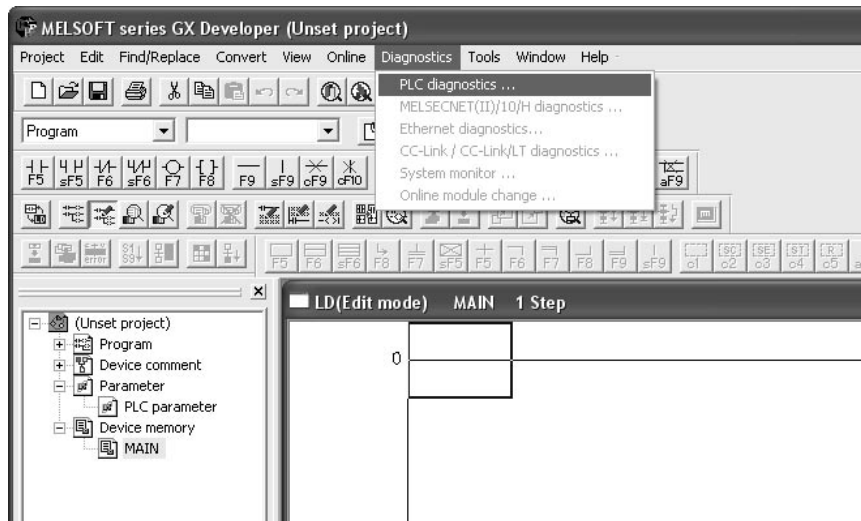 MELSOFT series GX Developer (Unset project)
Project Edit Find/Replace Convert View Online Diagnostics Tools Window Help
PLC diagnostics ...
MELSECNET(II)/10/H diagnostics ...
Ethernet diagnostics...
CC-Link / CC-Link/LT diagnostics ...
System monitor ...
Online module change ...
Program
F5 sF5 F6 sF6 F7 F8 F9 sF9 cF9 cF10 aF9
F5 F6 sF6 F8 F7 sF5 F5 F6 F7 F8 F9 sF9 c1 c2 c3 c4 c5
LD(Edit mode) MAIN 1 Step
0
(Unset project)
Program
Device comment
Parameter
PLC parameter
Device memory
MAIN